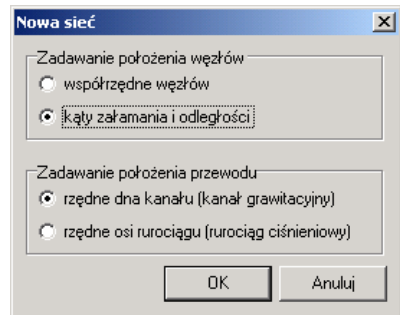 Nowa sieć
Zadawanie położenia węzłów
współrzędne węzłów
kąty załamania i odległości
Zadawanie położenia przewodu
rzędne dna kanału (kanał grawitacyjny)
rzędne osi rurociągu (rurociąg ciśnieniowy)
OK Anuluj